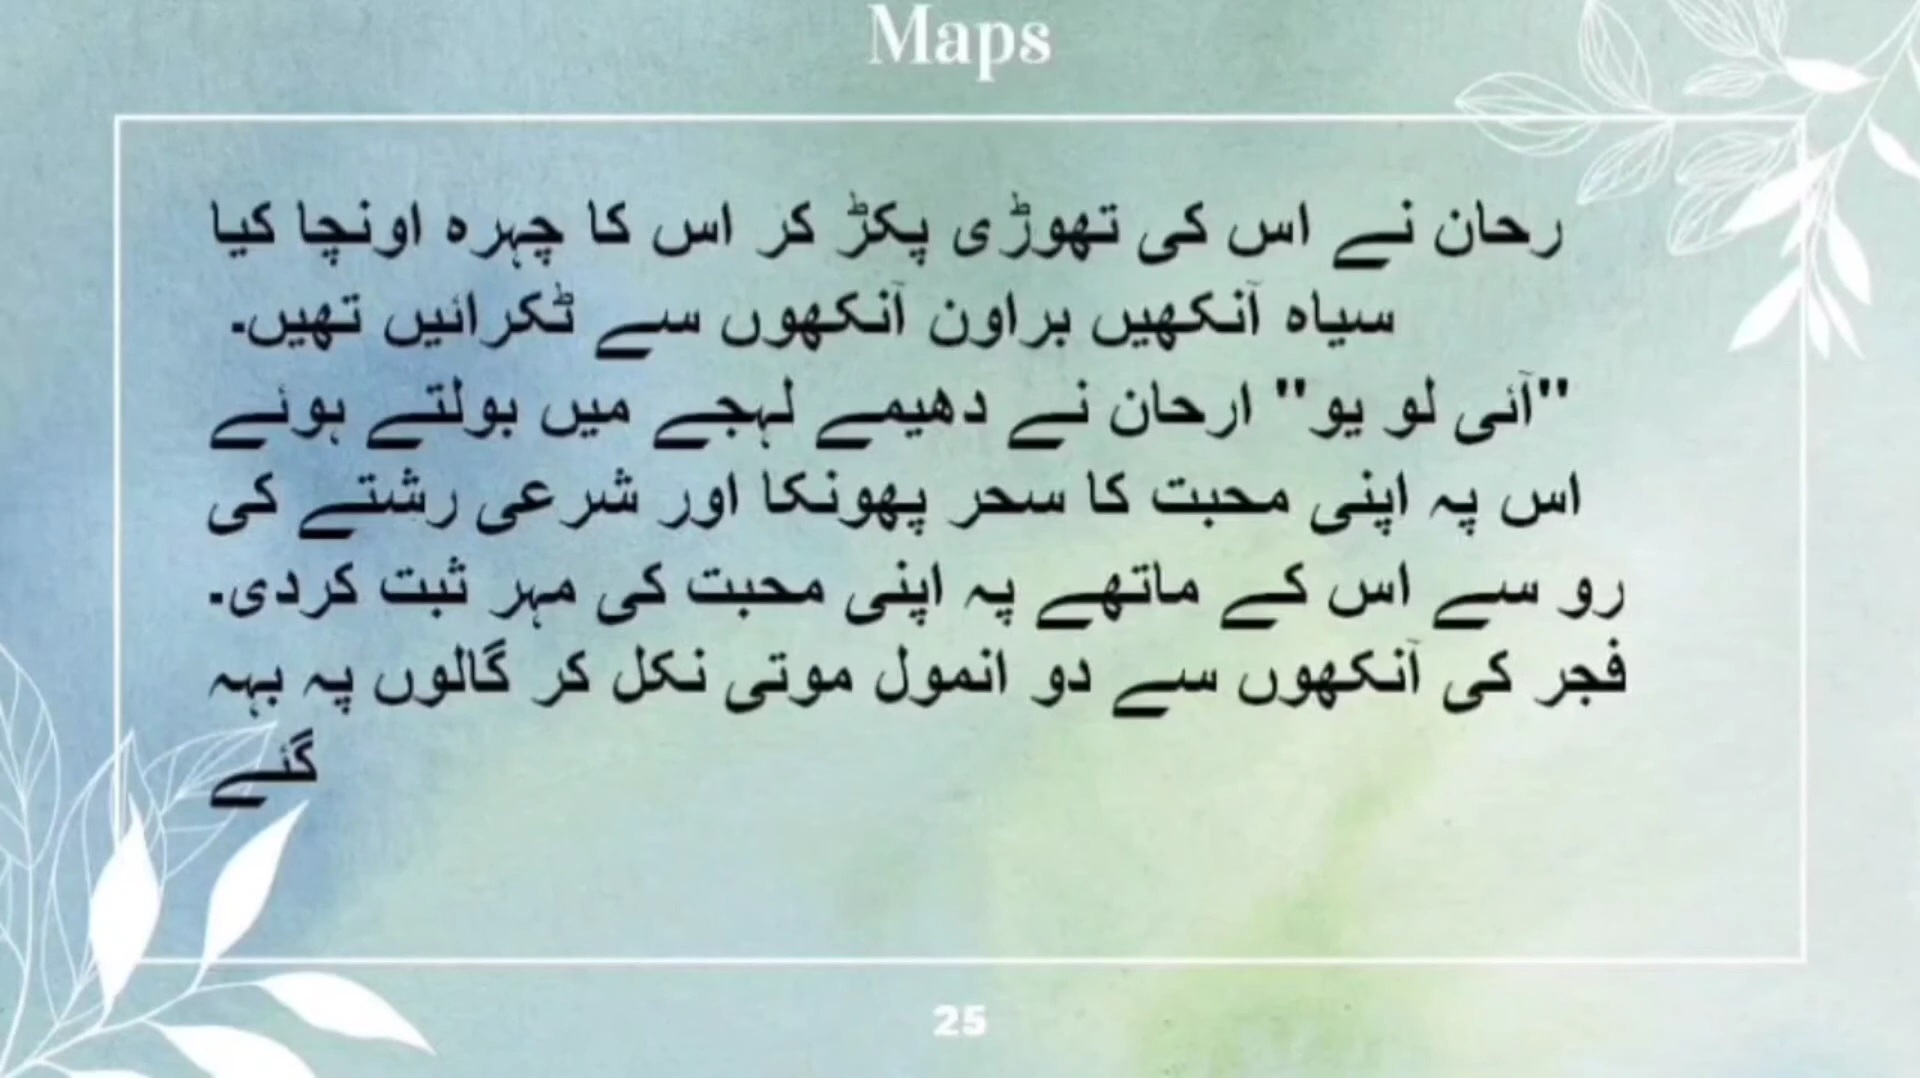 Maps
رحان نے اس کی تھوڑی پکڑ کر اس کا چہرہ اونچا کیا
سیاہ آنکھیں براون آنکھوں سے ٹکرائیں تھیں۔
"آئی لو یو" ارحان نے دھیمے لہجے میں بولتے ہوئے
اس پہ اپنی محبت کا سحر پھونکا اور شرعی رشتے کی
رو سے اس کے ماتھے پہ اپنی محبت کی مہر ثبت کردی۔
فجر کی آنکھوں سے دو انمول موتی نکل کر گالوں پہ بہہ
گئے
25